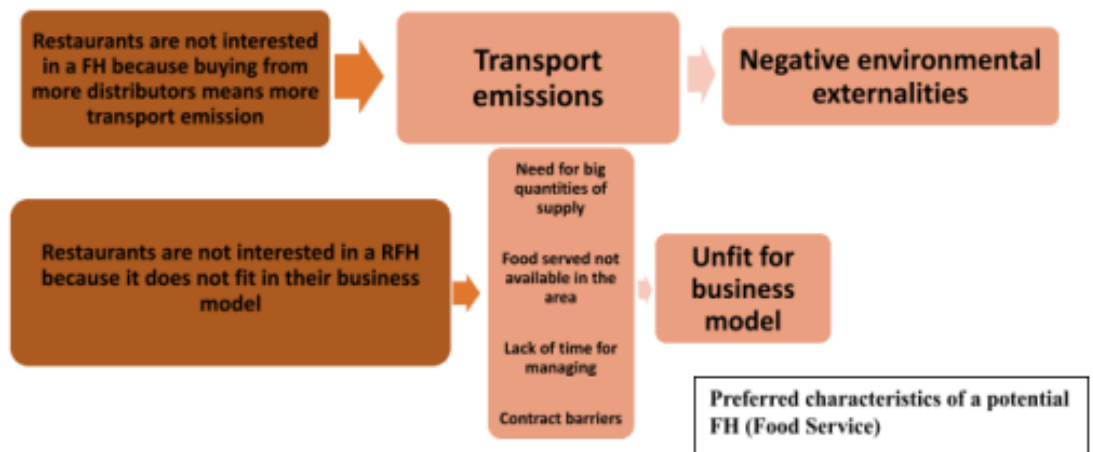 Restaurants are not interested
in a FH because buying from
more distributors means more
transport emission
Transport
emissions
Negative environmental
externalities
Restaurants are not interested in a RFH
because it does not fit in their business
model
Need for big
quantities of
supply
Food served not
available in the
area
Lack of time for
managing
Contract barriers
Unfit for
business
model
Preferred characteristics of a potential
FH (Food Service)